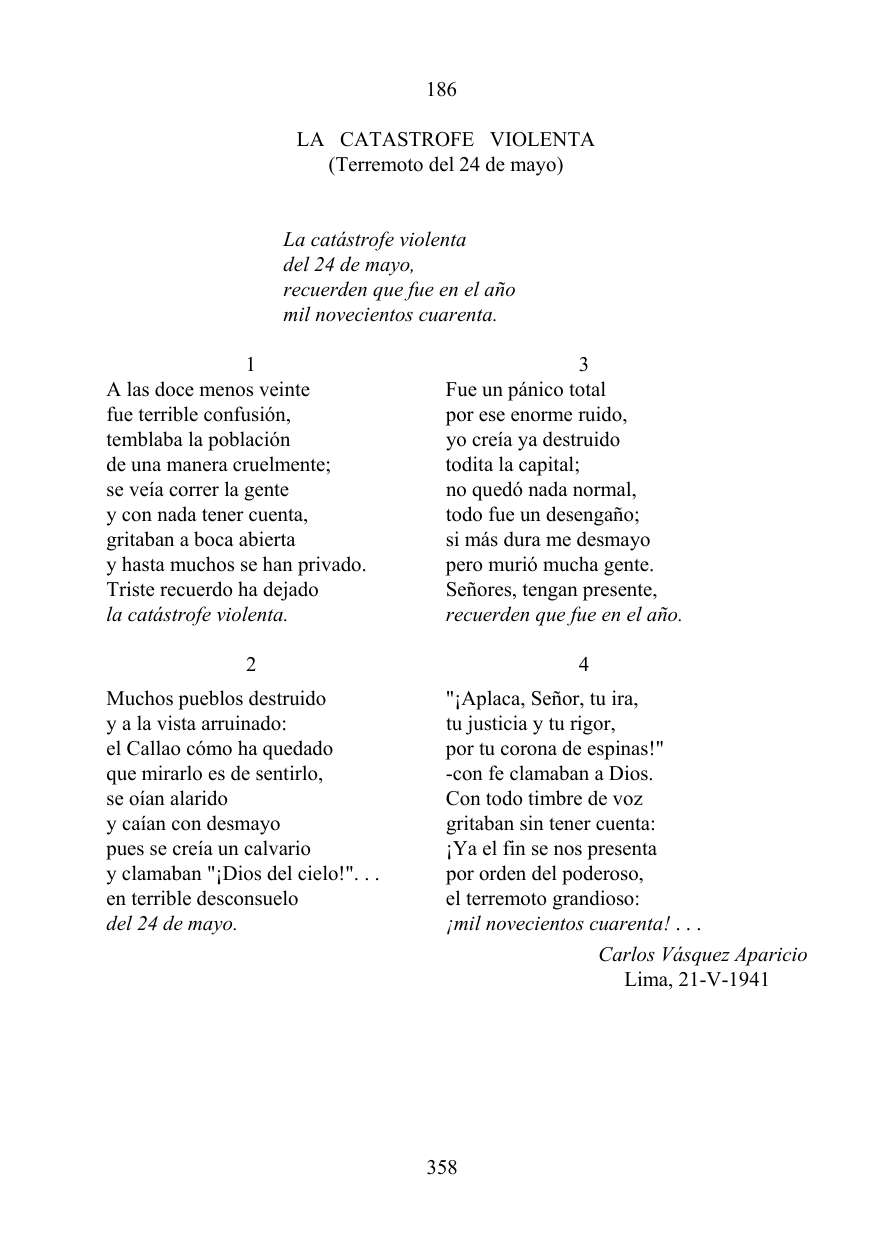 186
LA CATASTROFE VIOLENTA
(Terremoto del 24 de mayo)
La catástrofe violenta
del 24 de mayo,
recuerden que fue en el año
mil novecientos cuarenta.
1
A las doce menos veinte
fue terrible confusión,
temblaba la población
de una manera cruelmente;
se veía correr la gente
y con nada tener cuenta,
gritaban a boca abierta
y hasta muchos se han privado.
Triste recuerdo ha dejado
la catástrofe violenta.
2
Muchos pueblos destruido
y a la vista arruinado:
el Callao cómo ha quedado
que mirarlo es de sentirlo,
se oían alarido
y caían con desmayo
pues se creía un calvario
y clamaban "¡Dios del cielo!". . .
en terrible desconsuelo
del 24 de mayo.
3
Fue un pánico total
por ese enorme ruido,
yo creía ya destruido
todita la capital;
no quedó nada normal,
todo fue un desengaño;
si más dura me desmayo
pero murió mucha gente.
Señores, tengan presente,
recuerden que fue en el año.
4
"¡Aplaca, Señor, tu ira,
tu justicia y tu rigor,
por tu corona de espinas!"
-con fe clamaban a Dios.
Con todo timbre de voz
gritaban sin tener cuenta:
¡Ya el fin se nos presenta
por orden del poderoso,
el terremoto grandioso:
¡mil novecientos cuarenta! . . .
Carlos Vásquez Aparicio
Lima, 21-V-1941
358